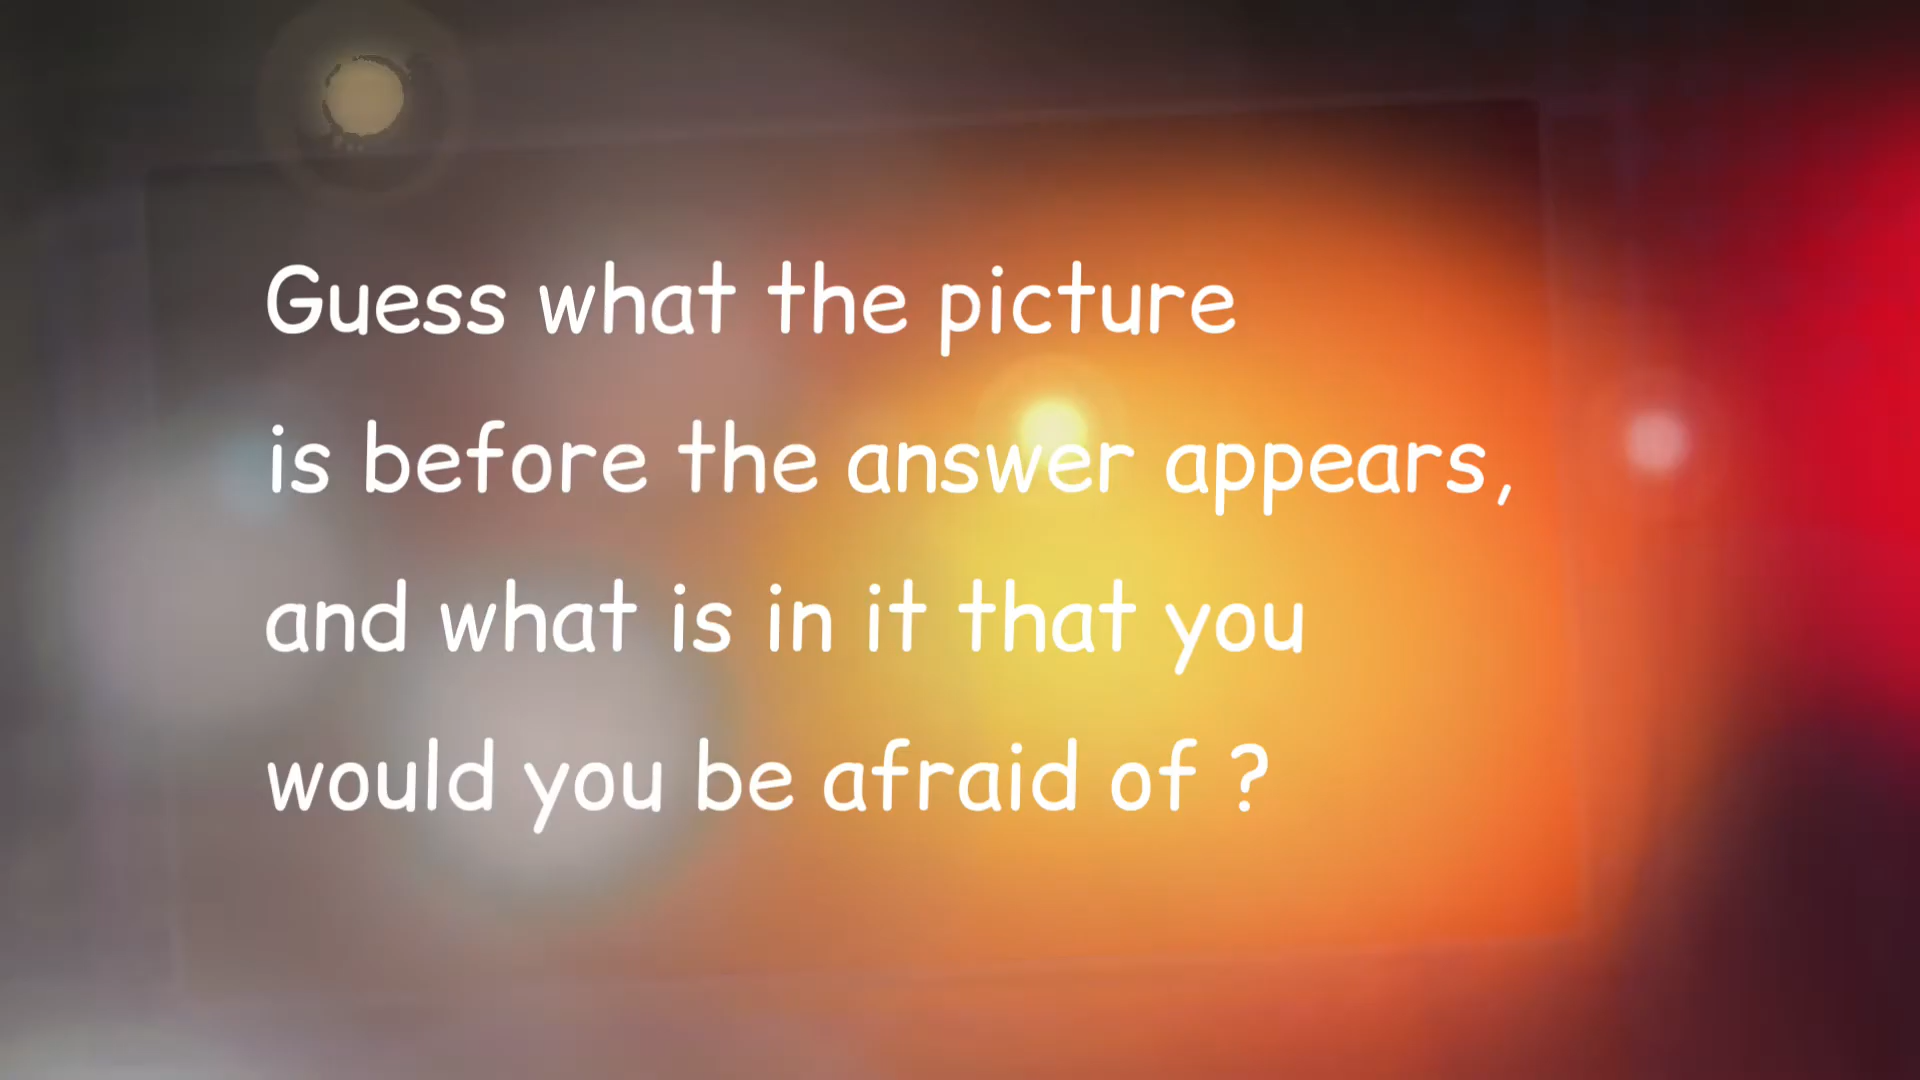 Guess what the picture
is before the answer appears,
and what is in it that you
would you be afraid of ?